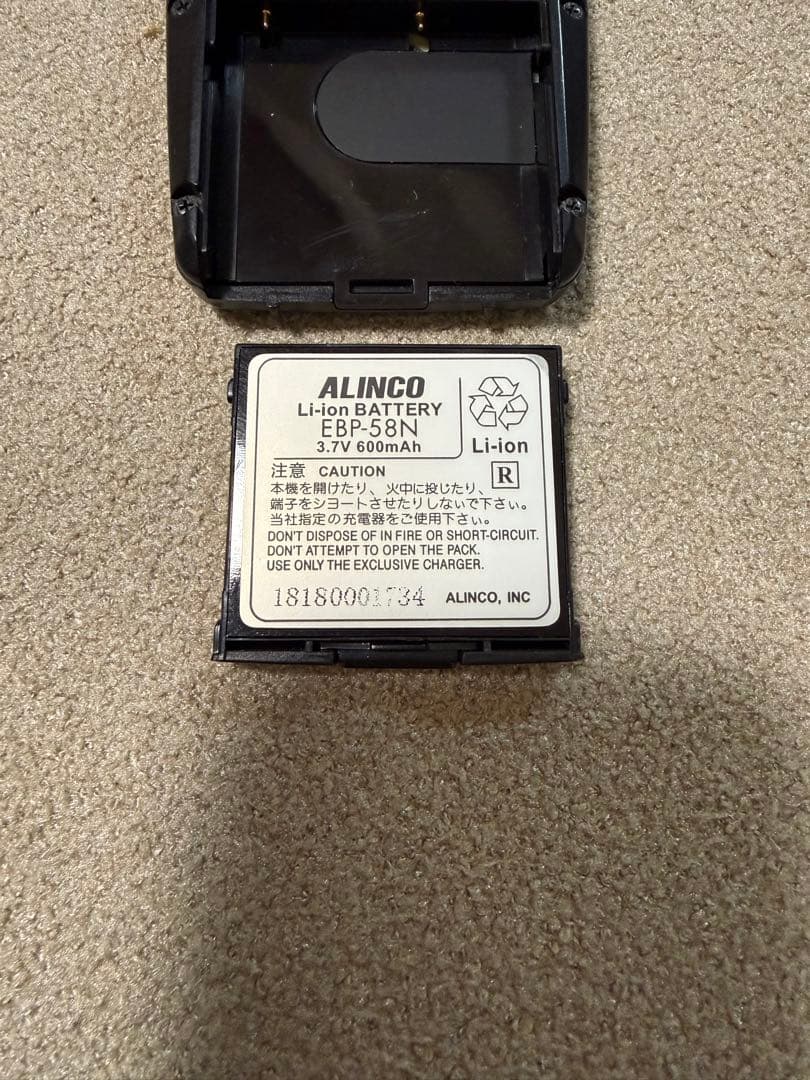 ALINCO
Li-ion BATTERY
EBP-58N
3.7V 600mAh
Li-ion
注意 CAUTION
R
本機を開けたり、火中に投じたり、
端子をショートさせたりしないで下さい。
当社指定の充電器をご使用下さい。
DON'T DISPOSE OF IN FIRE OR SHORT-CIRCUIT.
DON'T ATTEMPT TO OPEN THE PACK.
USE ONLY THE EXCLUSIVE CHARGER.
18180001734 ALINCO, INC